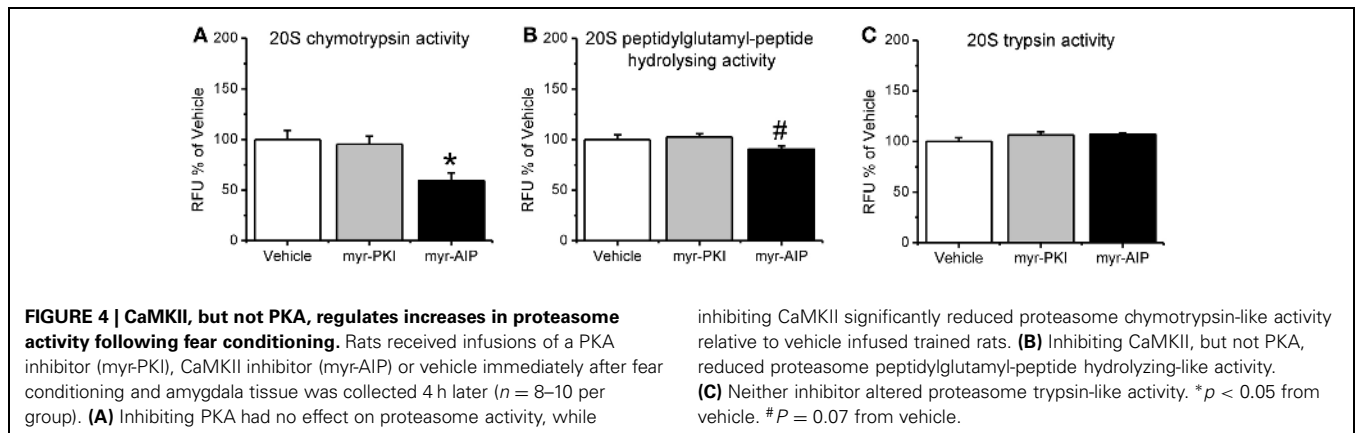 A
20S chymotrypsin activity
200
150
100
50
0
RFU % of Vehicle
*
Vehicle
myr-PKI
myr-AIP
B
20S peptidylglutamyl-peptide
hydrolysing activity
200
150
100
50
0
RFU % of Vehicle
#
Vehicle
myr-PKI
myr-AIP
C
20S trypsin activity
200
150
100
50
0
RFU % of Vehicle
Vehicle
myr-PKI
myr-AIP
FIGURE 4 | CaMKII, but not PKA, regulates increases in proteasome
activity following fear conditioning. Rats received infusions of a PKA
inhibitor (myr-PKI), CaMKII inhibitor (myr-AIP) or vehicle immediately after fear
conditioning and amygdala tissue was collected 4 h later (n = 8–10 per
group). (A) Inhibiting PKA had no effect on proteasome activity, while
inhibiting CaMKII significantly reduced proteasome chymotrypsin-like activity
relative to vehicle infused trained rats. (B) Inhibiting CaMKII, but not PKA,
reduced proteasome peptidylglutamyl-peptide hydrolyzing-like activity.
(C) Neither inhibitor altered proteasome trypsin-like activity. *p < 0.05 from
vehicle. #P = 0.07 from vehicle.